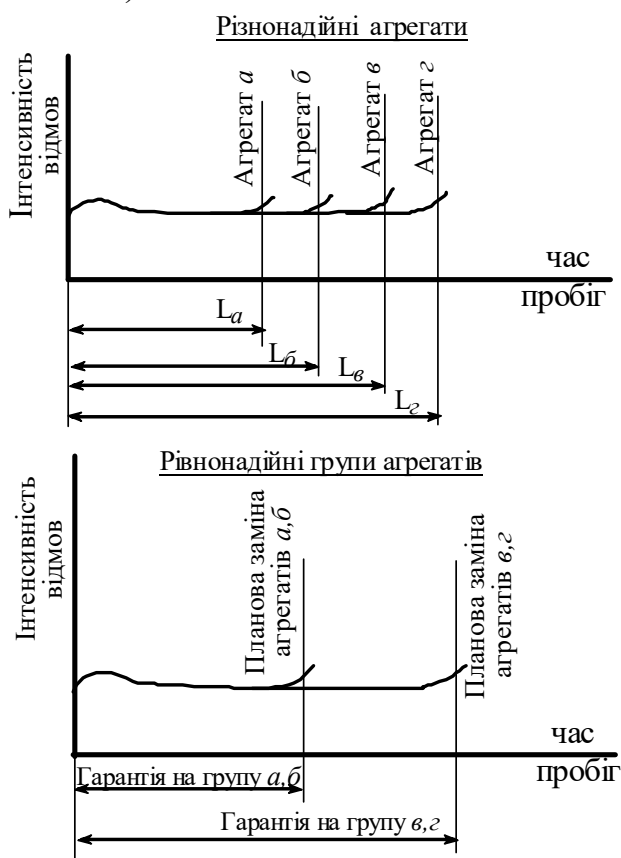 )
Різнонадійні агрегати
Інтенсивність
відмов
Агрегат а
Агрегат б
Агрегат в
Агрегат г
час
пробіг
Lа
Lб
Lв
Lг
Рівнонадійні групи агрегатів
Інтенсивність
відмов
Планова заміна
агрегатів а,б
Планова заміна
агрегатів в,г
час
пробіг
Гарантія на групу а,б
Гарантія на групу в,г